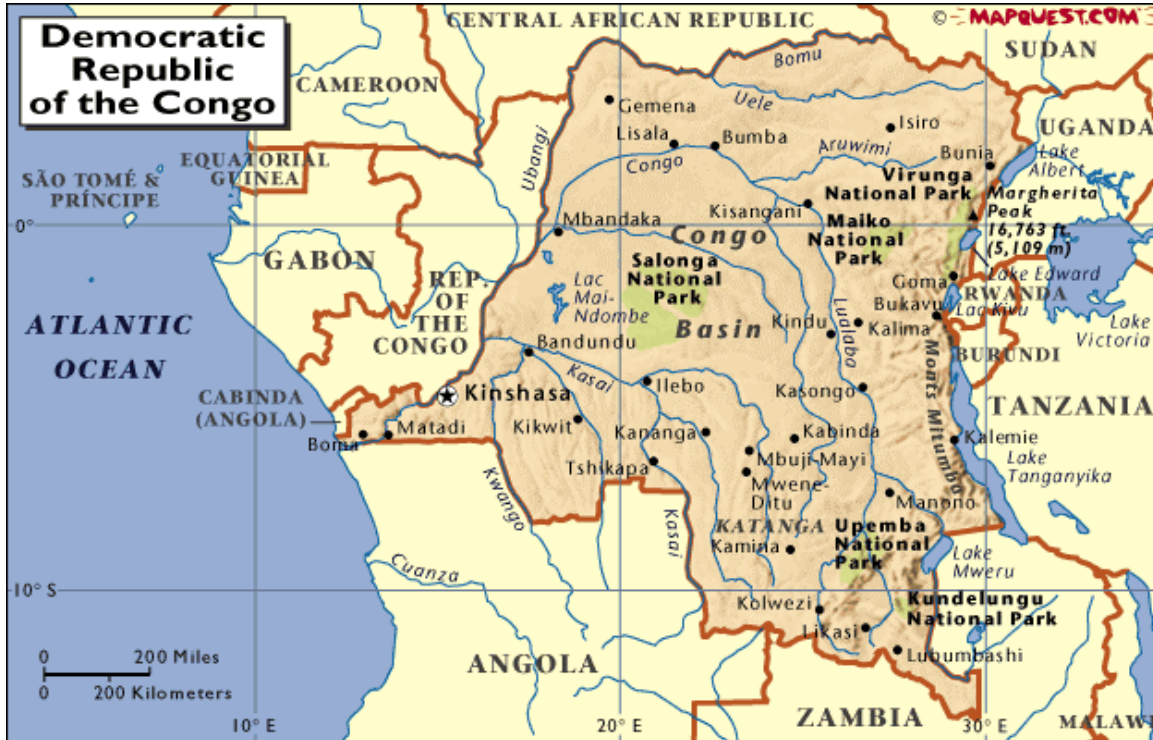 Democratic
Republic
of the Congo
CENTRAL AFRICAN REPUBLIC
© MAPQUEST.COM
SUDAN
CAMEROON
Bomu
Uele
Gemena
Lisala
Bumba
Isiro
UGANDA
Ubangi
Congo
Aruwimi
Bunia
Lake
Albert
EQUATORIAL
GUINEA
SÃO TOMÉ &
PRÍNCIPE
Virunga
National Park
Margherita
Peak
16,763 ft.
(5,109 m)
0°
Mbandaka
Kisangani
Maiko
National
Park
Congo
Basin
GABON
REP.
OF
THE
CONGO
Salonga
National
Park
Lac
Mai-
Ndombe
Lake Edward
Goma
RWANDA
Bukavu
Lac Kivu
Lake
Victoria
ATLANTIC
OCEAN
Kindu
Lualaba
Kalima
BURUNDI
Bandundu
Monts Mitumba
CABINDA
(ANGOLA)
Kinshasa
Kasai
Ilebo
Kasongo
TANZANIA
Boma
Matadi
Kikwit
Kananga
Kabinda
Kalemie
Tshikapa
Mbuji-Mayi
Lake
Tanganyika
Kwango
Mwene-
Ditu
Manono
Kasai
KATANGA
Upemba
National
Park
Kamina
Cuanza
Lake
Mweru
10° S
Kolwezi
Kundelungu
National Park
Likasi
Lubumbashi
0 200 Miles
0 200 Kilometers
ANGOLA
ZAMBIA
MALAWI
10° E
20° E
30° E